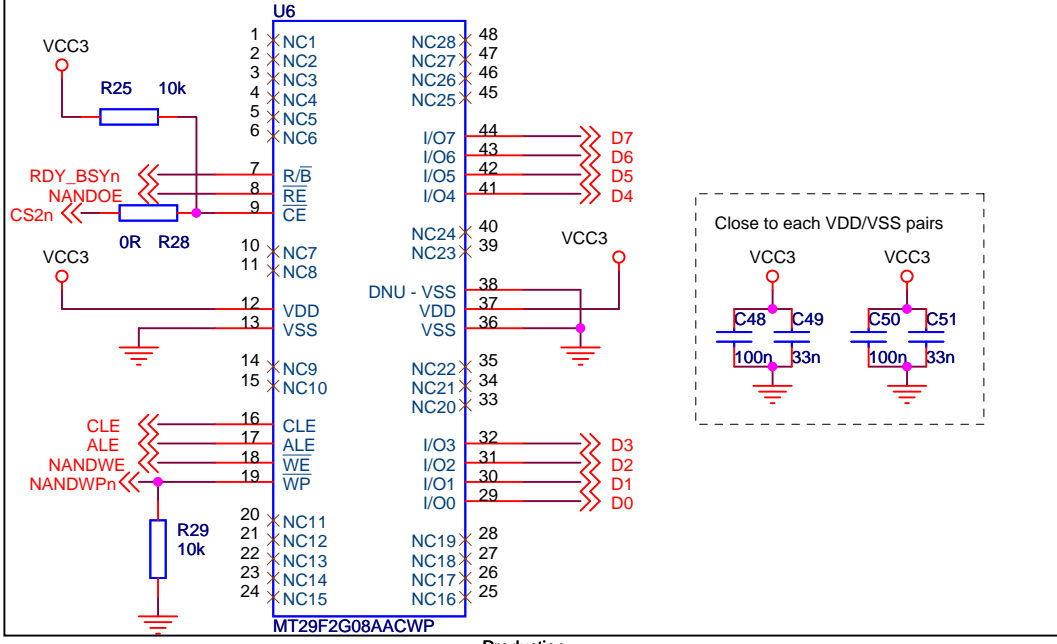 U6
1 NC1 NC28 48
2 NC2 NC27 47
3 NC3 NC26 46
4 NC4 NC25 45
5 NC5
6 NC6
VCC3
R25 10k
I/O7 44 D7
I/O6 43 D6
I/O5 42 D5
I/O4 41 D4
RDY_BSYn 7 R/B
NANDOE 8 RE
CS2n 9 CE
0R R28
NC24 40
NC23 39
10 NC7
11 NC8
VCC3
VCC3
DNU - VSS 38
12 VDD VDD 37
13 VSS VSS 36
14 NC9 NC22 35
15 NC10 NC21 34
NC20 33
CLE 16 CLE
ALE 17 ALE I/O3 32 D3
NANDWE 18 WE I/O2 31 D2
NANDWPn 19 WP I/O1 30 D1
I/O0 29 D0
R29
10k
20 NC11
21 NC12 NC19 28
22 NC13 NC18 27
23 NC14 NC17 26
24 NC15 NC16 25
MT29F2G08AACWP
Close to each VDD/VSS pairs
VCC3 VCC3
C48 C49 C50 C51
100n 33n 100n 33n